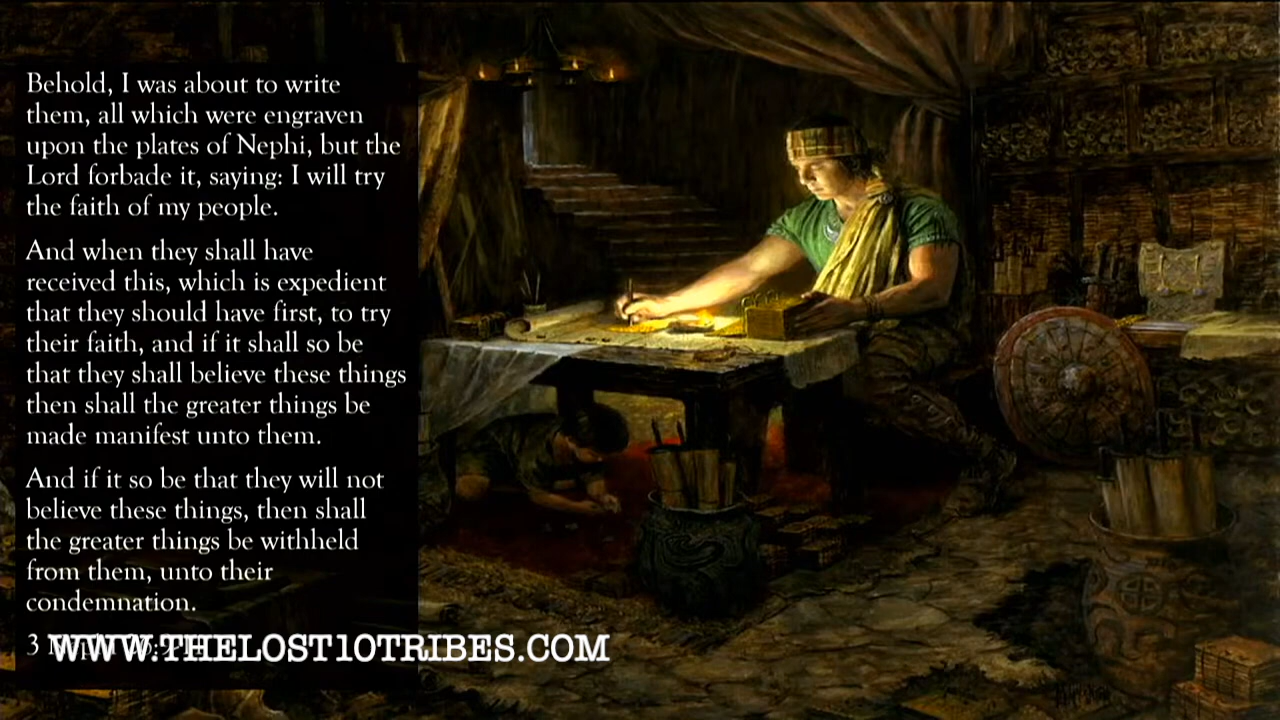 Behold, I was about to write
them, all which were engraven
upon the plates of Nephi, but the
Lord forbade it, saying: I will try
the faith of my people.
And when they shall have
received this, which is expedient
that they should have first, to try
their faith, and if it shall so be
that they shall believe these things
then shall the greater things be
made manifest unto them.
And if it so be that they will not
believe these things, then shall
the greater things be withheld
from them, unto their
condemnation.
3
WWW.THELOST10TRIBES.COM